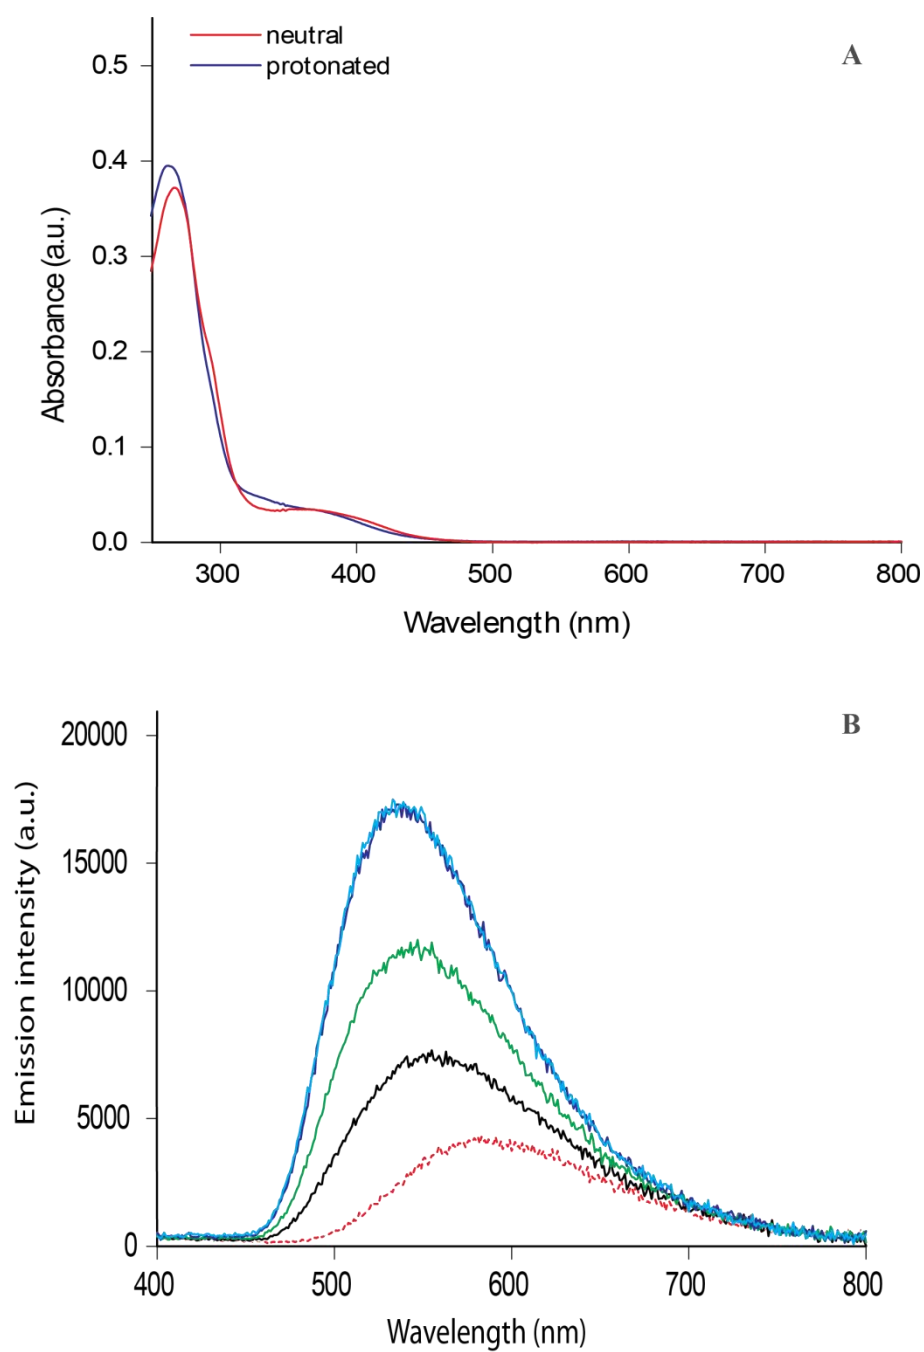 neutral
protonated
A
0.5
0.4
0.3
0.2
0.1
0.0
Absorbance (a.u.)
300 400 500 600 700 800
Wavelength (nm)
B
20000
15000
10000
5000
0
Emission intensity (a.u.)
400 500 600 700 800
Wavelength (nm)